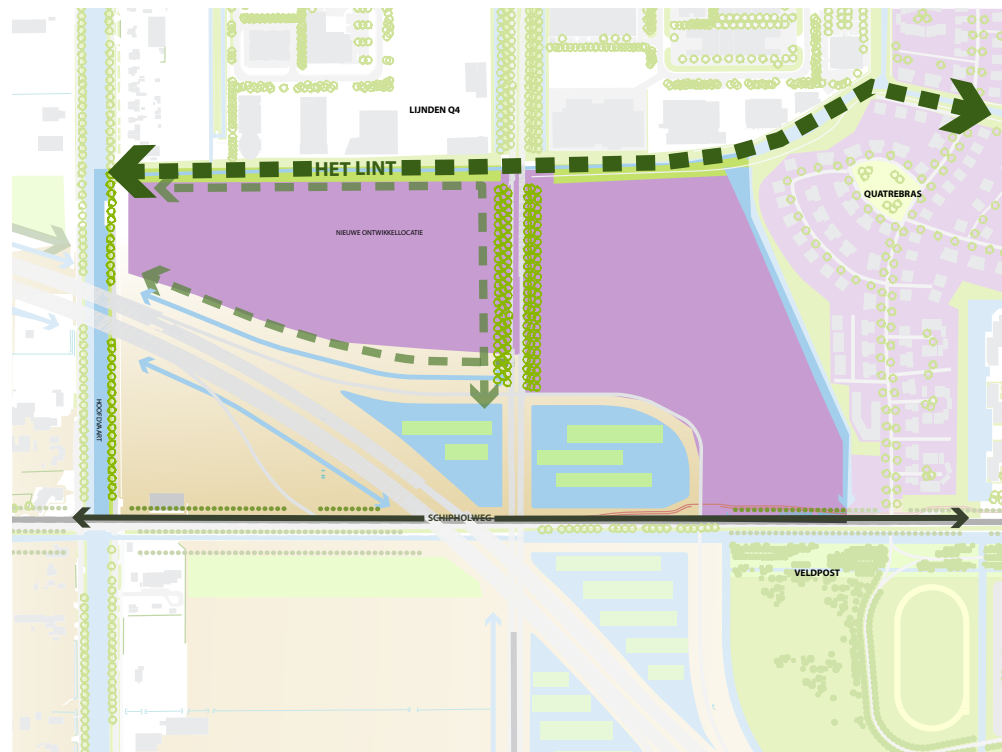 LIJNDEN Q4
HET LINT
QUATREBRAS
NIEUWE ONTWIKKELLOCATIE
HOOFDVAART
SCHIPHOLWEG
VELDPOST